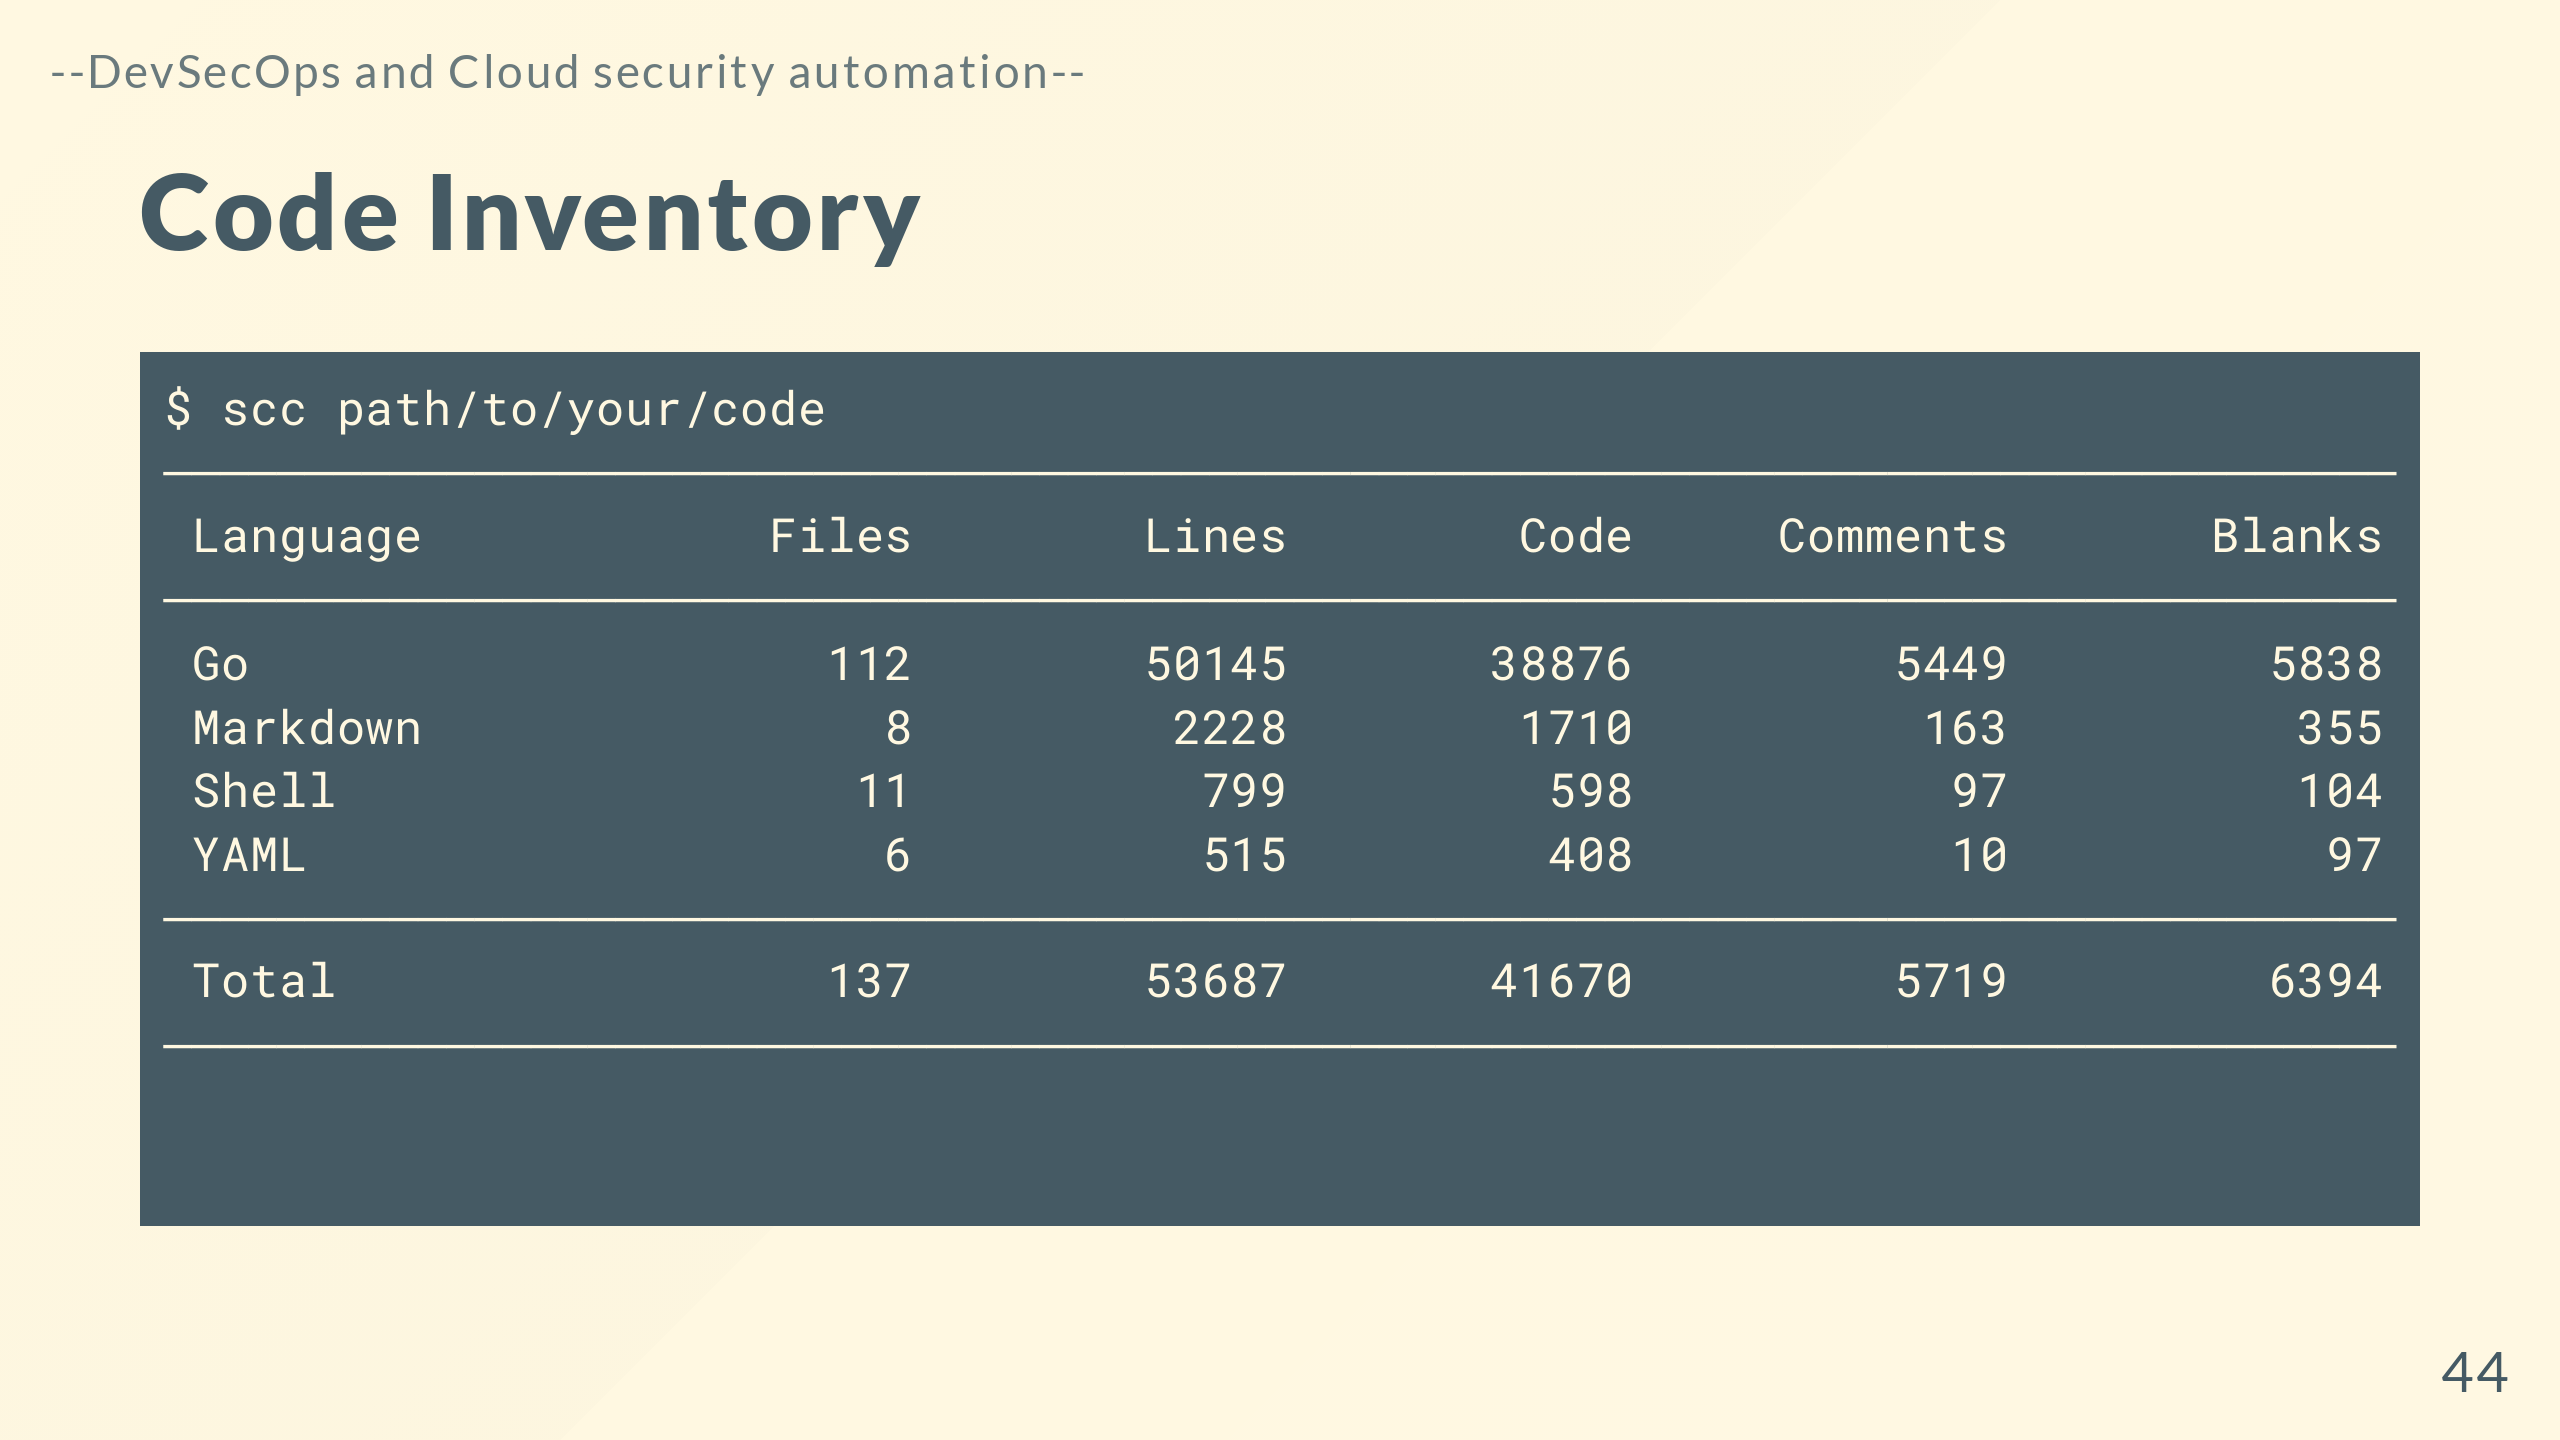 --DevSecOps and Cloud security automation--
Code Inventory
$ scc path/to/your/code
Language Files Lines Code Comments Blanks
Go 112 50145 38876 5449 5838
Markdown 8 2228 1710 163 355
Shell 11 799 598 97 104
YAML 6 515 408 10 97
Total 137 53687 41670 5719 6394
44